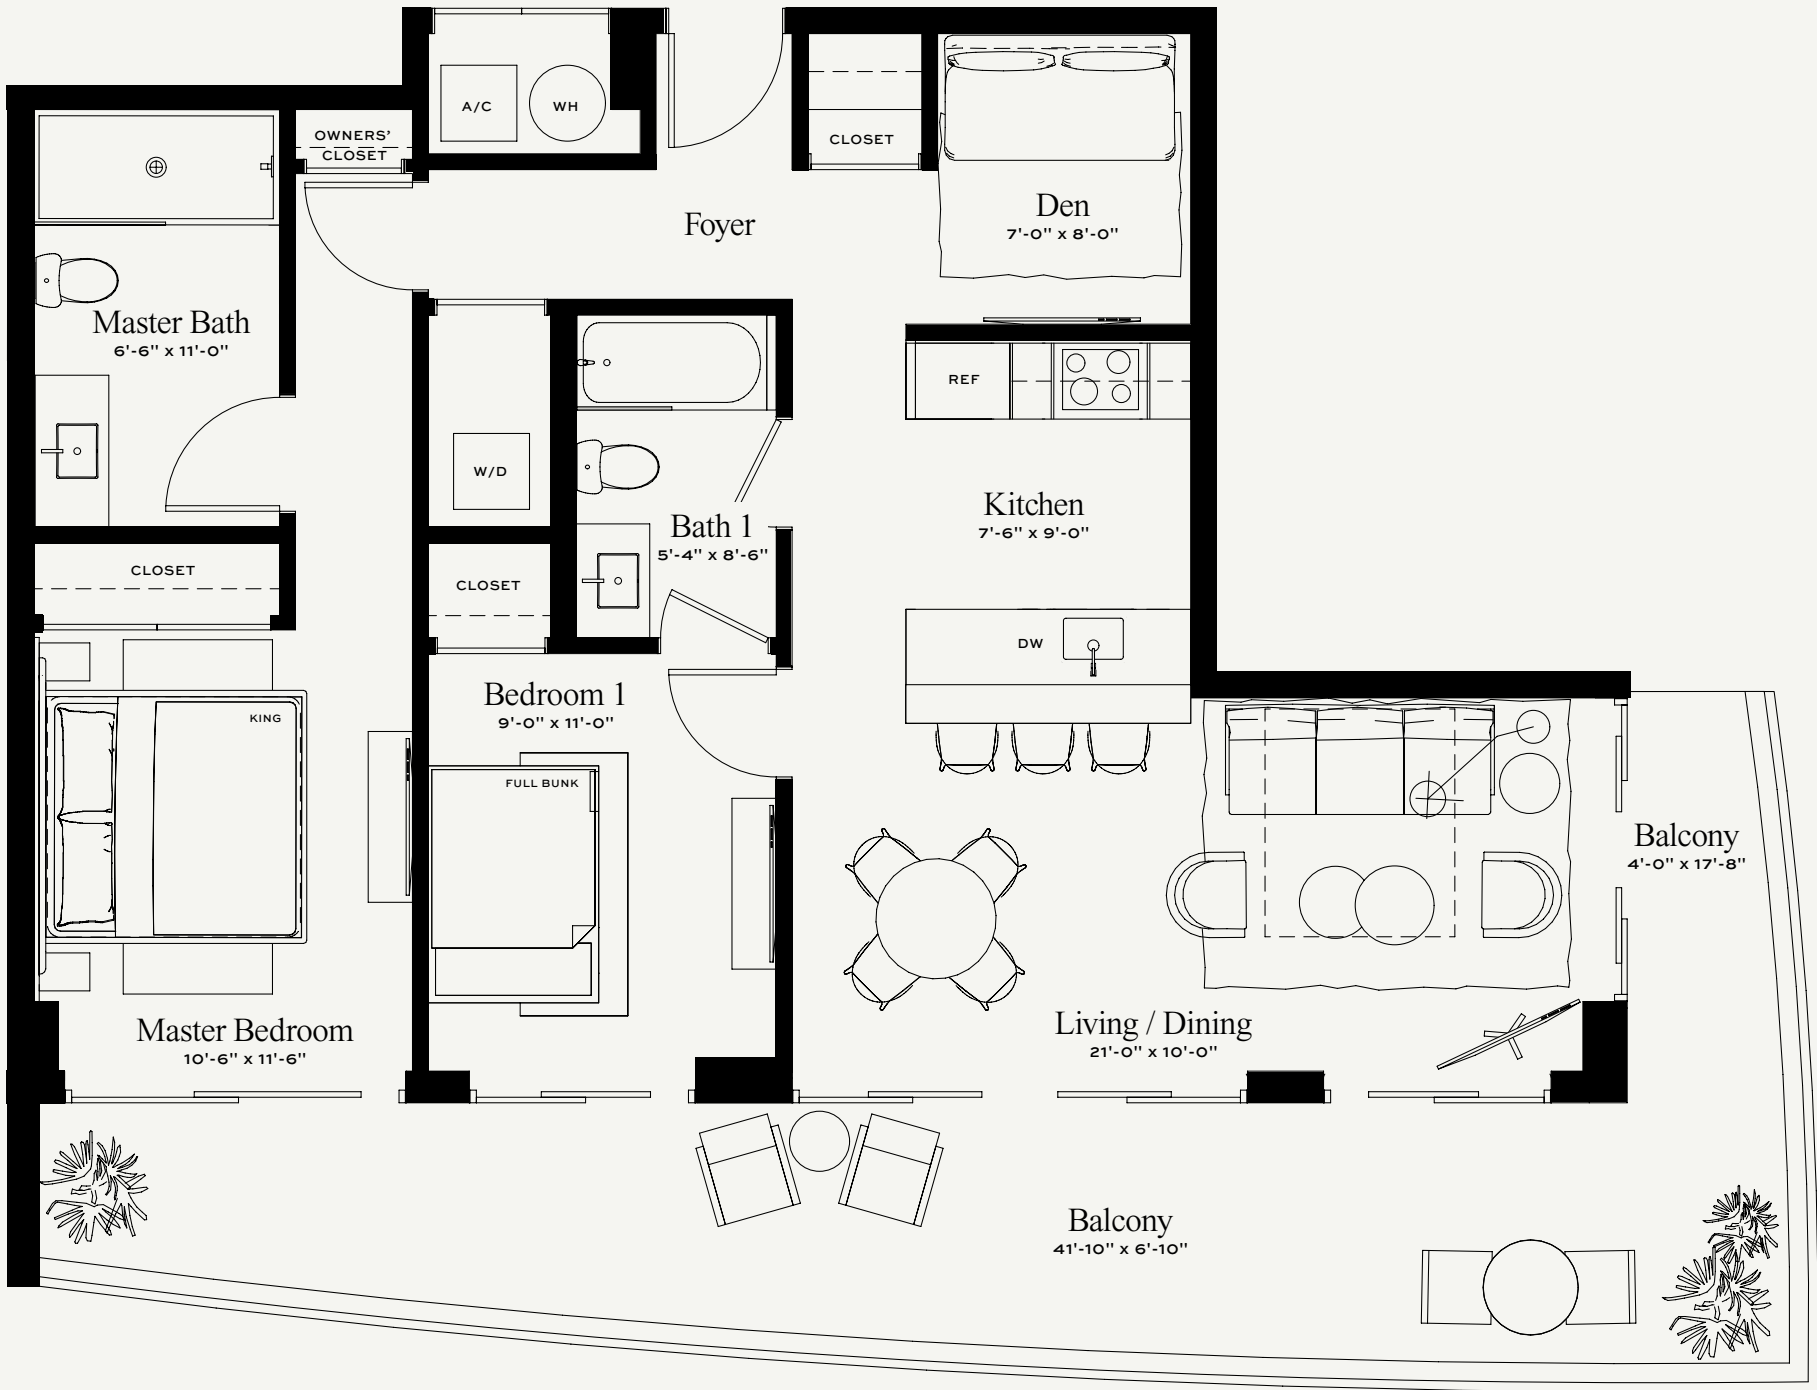 A/C
WH
OWNERS'
CLOSET
CLOSET
Den
7'-0" x 8'-0"
Foyer
Master Bath
6'-6" x 11'-0"
REF
W/D
Kitchen
7'-6" x 9'-0"
Bath 1
5'-4" x 8'-6"
CLOSET
CLOSET
DW
Bedroom 1
9'-0" x 11'-0"
KING
FULL BUNK
Balcony
4'-0" x 17'-8"
Master Bedroom
10'-6" x 11'-6"
Living / Dining
21'-0" x 10'-0"
Balcony
41'-10" x 6'-10"